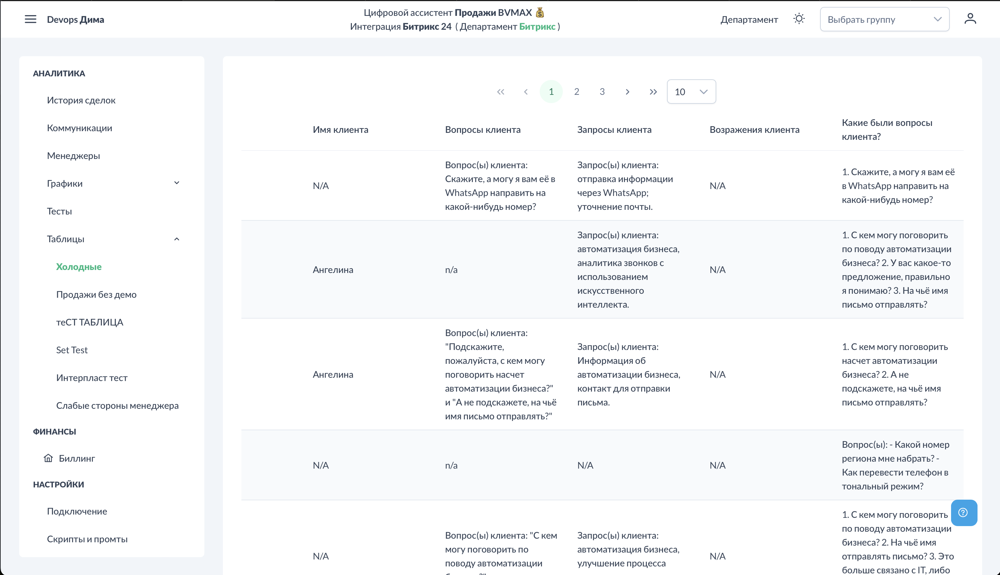 Devops Дима
Цифровой ассистент Продажи BVMAX 💰
Интеграция Битрикс 24 ( Департамент Битрикс )
Департамент
Выбрать группу
АНАЛИТИКА
История сделок
Коммуникации
Менеджеры
Графики
Тесты
Таблицы
Холодные
Продажи без демо
теСТ ТАБЛИЦА
Set Test
Интерпласт тест
Слабые стороны менеджера
ФИНАНСЫ
Биллинг
НАСТРОЙКИ
Подключение
Скрипты и промты
« ‹ 1 2 3 › » 10
Имя клиента
Вопросы клиента
Запросы клиента
Возражения клиента
Какие были вопросы
клиента?
N/A
Вопрос(ы) клиента:
Скажите, а могу я вам её в
WhatsApp направить на
какой-нибудь номер?
Запрос(ы) клиента:
отправка информации
через WhatsApp;
уточнение почты.
N/A
1. Скажите, а могу я вам её
в WhatsApp направить на
какой-нибудь номер?
Ангелина
n/a
Запрос(ы) клиента:
автоматизация бизнеса,
аналитика звонков с
использованием
искусственного
интеллекта.
N/A
1. С кем могу поговорить
по поводу автоматизации
бизнеса? 2. У вас какое-то
предложение, правильно
я понимаю? 3. На чьё имя
письмо отправлять?
Ангелина
Вопрос(ы) клиента:
"Подскажите,
пожалуйста, с кем могу
поговорить насчет
автоматизации бизнеса?"
и "А не подскажете, на чьё
имя письмо отправлять?"
Запрос(ы) клиента:
Информация об
автоматизации бизнеса,
контакт для отправки
письма.
N/A
1. С кем могу поговорить
насчет автоматизации
бизнеса? 2. А не
подскажете, на чьё имя
письмо отправлять?
N/A
n/a
N/A
N/A
Вопрос(ы): - Какой номер
региона мне набрать? -
Как перевести телефон в
тональный режим?
N/A
Вопрос(ы) клиента: "С кем
могу поговорить по
поводу автоматизации
Запрос(ы) клиента:
автоматизация бизнеса,
улучшение процесса
N/A
1. С кем могу поговорить
по поводу автоматизации
бизнеса? 2. На чьё имя
отправлять письмо? 3. Это
больше связано с IT, либо